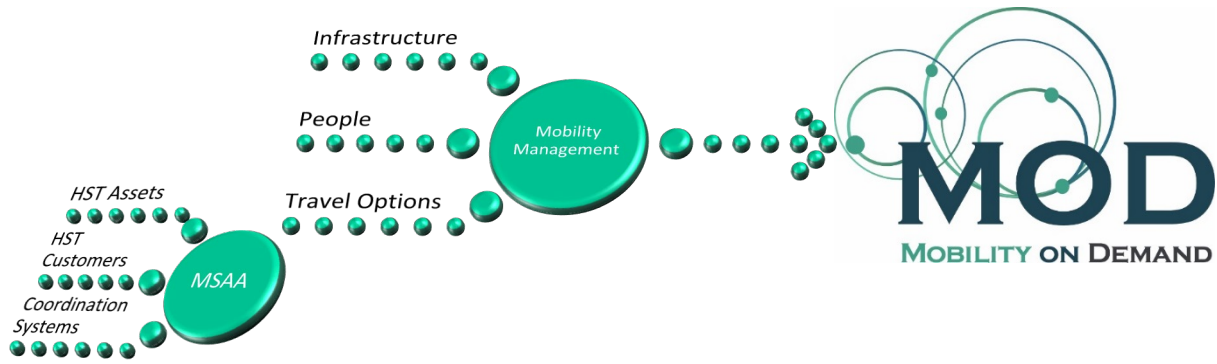 Infrastructure
People
Travel Options
Mobility
Management
HST Assets
HST
Customers
Coordination
Systems
MSAA
MOD
MOBILITY ON DEMAND